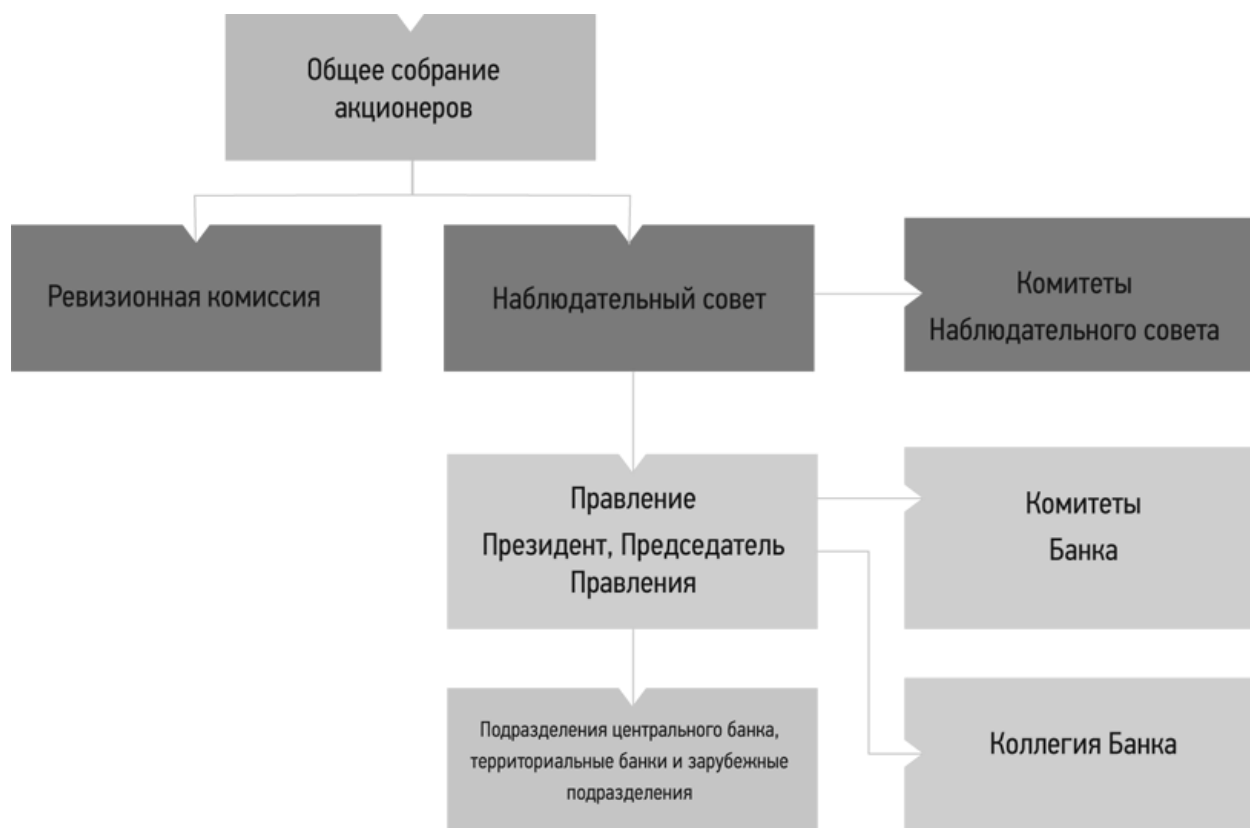 Общее собрание
акционеров
Ревизионная комиссия
Наблюдательный совет
Комитеты
Наблюдательного совета
Правление
Президент, Председатель
Правления
Комитеты
Банка
Подразделения центрального банка,
территориальные банки и зарубежные
подразделения
Коллегия Банка